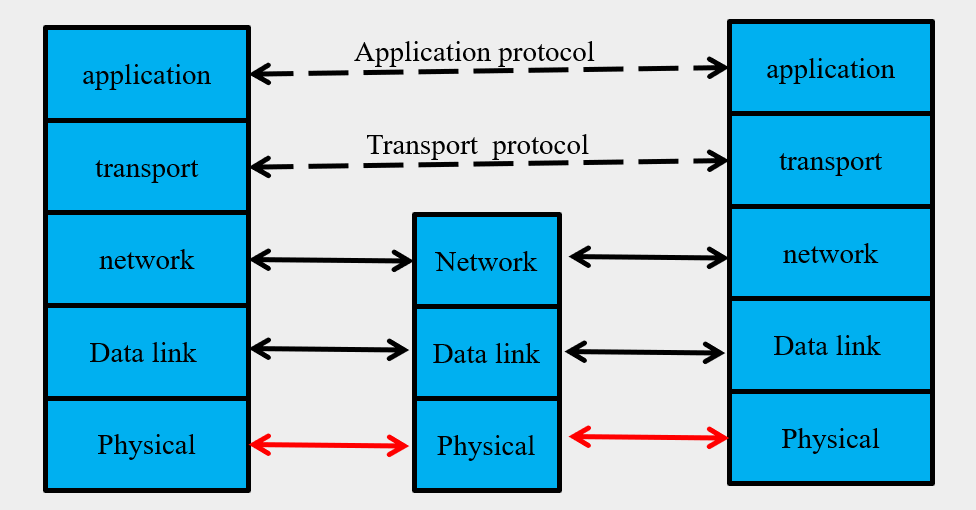 Application protocol
application
application
Transport protocol
transport
transport
network
Network
network
Data link
Data link
Data link
Physical
Physical
Physical